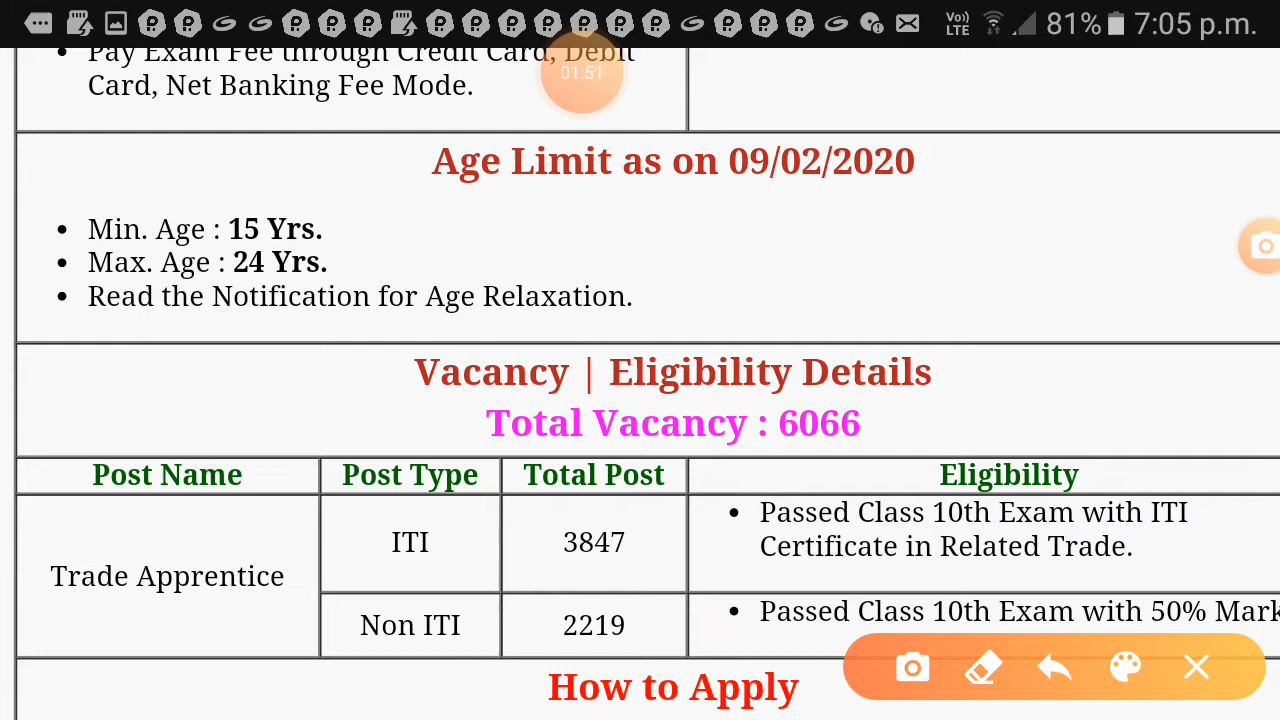 Vo)) LTE 81% 7:05 p.m.
Pay Exam Fee through Credit Card, Debit
01:51
Card, Net Banking Fee Mode.
Age Limit as on 09/02/2020
Min. Age : 15 Yrs.
Max. Age : 24 Yrs.
Read the Notification for Age Relaxation.
Vacancy | Eligibility Details
Total Vacancy : 6066
Post Name Post Type Total Post Eligibility
Trade Apprentice
ITI 3847
Passed Class 10th Exam with ITI
Certificate in Related Trade.
Non ITI 2219
Passed Class 10th Exam with 50% Mark
How to Apply